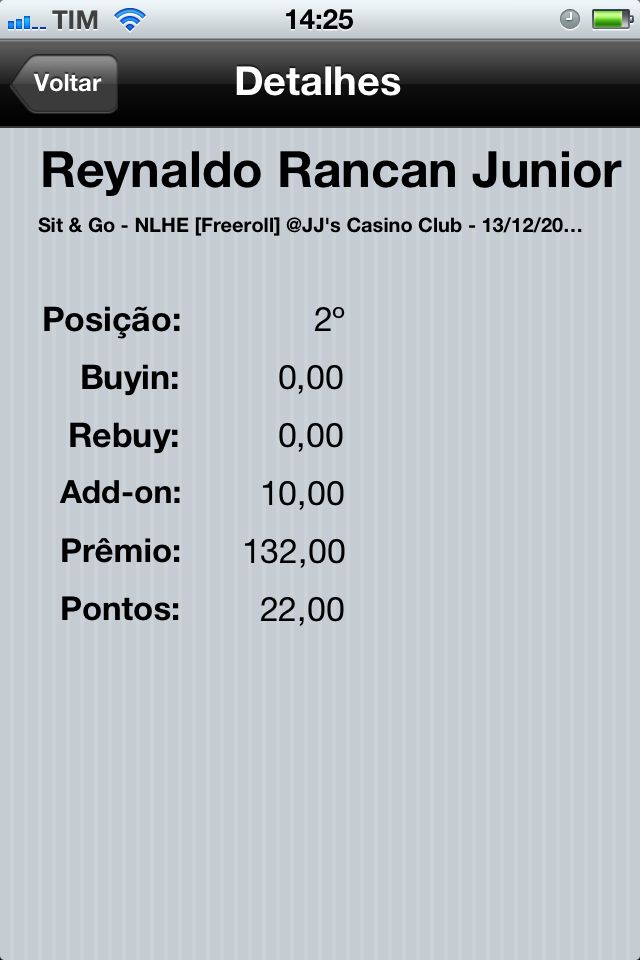 TIM 14:25
Voltar Detalhes
Reynaldo Rancan Junior
Sit & Go - NLHE [Freeroll] @JJ's Casino Club - 13/12/20...
Posição: 2º
Buyin: 0,00
Rebuy: 0,00
Add-on: 10,00
Prêmio: 132,00
Pontos: 22,00